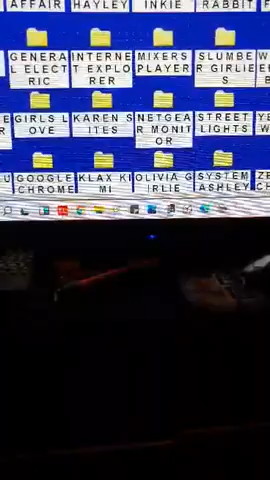 AFFAIR HAYLEY INKIE RABBIT
GENERA INTERNE MIXERS SLUMBE
L ELECT T EXPLO PLAYER R GIRLIE
RIC RER S
GIRLS L KAREN S NETGEA STREET
OVE ITES R MONIT LIGHTS
OR
GOOGLE KLAX KI OLIVIA G SYSTEM
CHROME MI IRLIE ASHLEY